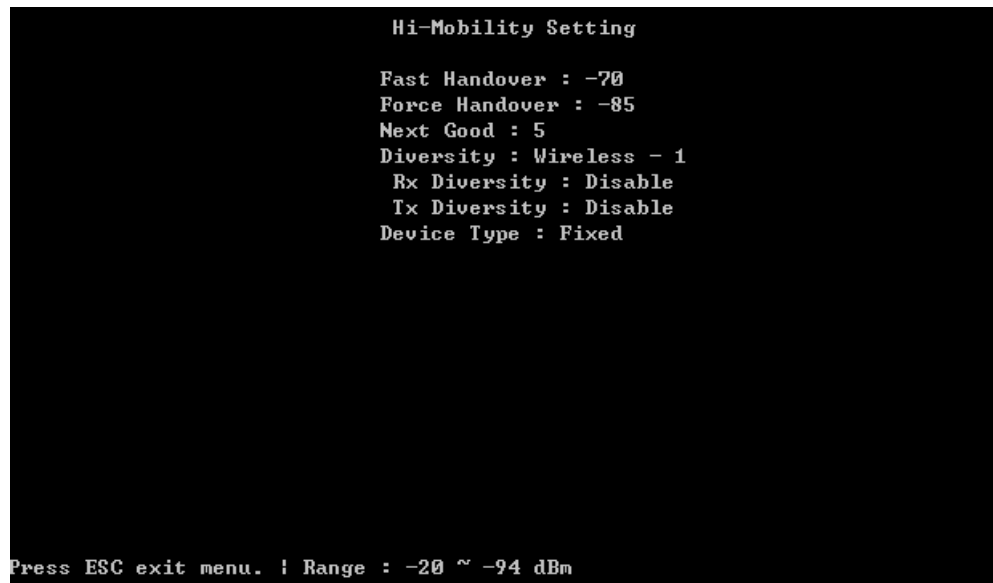 Hi-Mobility Setting
Fast Handover : -70
Force Handover : -85
Next Good : 5
Diversity : Wireless - 1
Rx Diversity : Disable
Tx Diversity : Disable
Device Type : Fixed
Press ESC exit menu. ¦ Range : -20 ~ -94 dBm